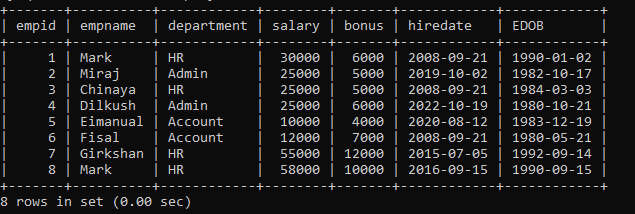 +-------+----------+------------+--------+-------+------------+------------+
| empid | empname  | department | salary | bonus | hiredate   | EDOB       |
+-------+----------+------------+--------+-------+------------+------------+
|     1 | Mark     | HR         |  30000 |  6000 | 2008-09-21 | 1990-01-02 |
|     2 | Miraj    | Admin      |  25000 |  5000 | 2019-10-02 | 1982-10-17 |
|     3 | Chinaya  | HR         |  25000 |  5000 | 2008-09-21 | 1984-03-03 |
|     4 | Dilkush  | Admin      |  25000 |  6000 | 2022-10-19 | 1980-10-21 |
|     5 | Eimanual | Account    |  10000 |  4000 | 2020-08-12 | 1983-12-19 |
|     6 | Fisal    | Account    |  12000 |  7000 | 2008-09-21 | 1980-05-21 |
|     7 | Girkshan | HR         |  55000 | 12000 | 2015-07-05 | 1992-09-14 |
|     8 | Mark     | HR         |  58000 | 10000 | 2016-09-15 | 1990-09-15 |
+-------+----------+------------+--------+-------+------------+------------+
8 rows in set (0.00 sec)